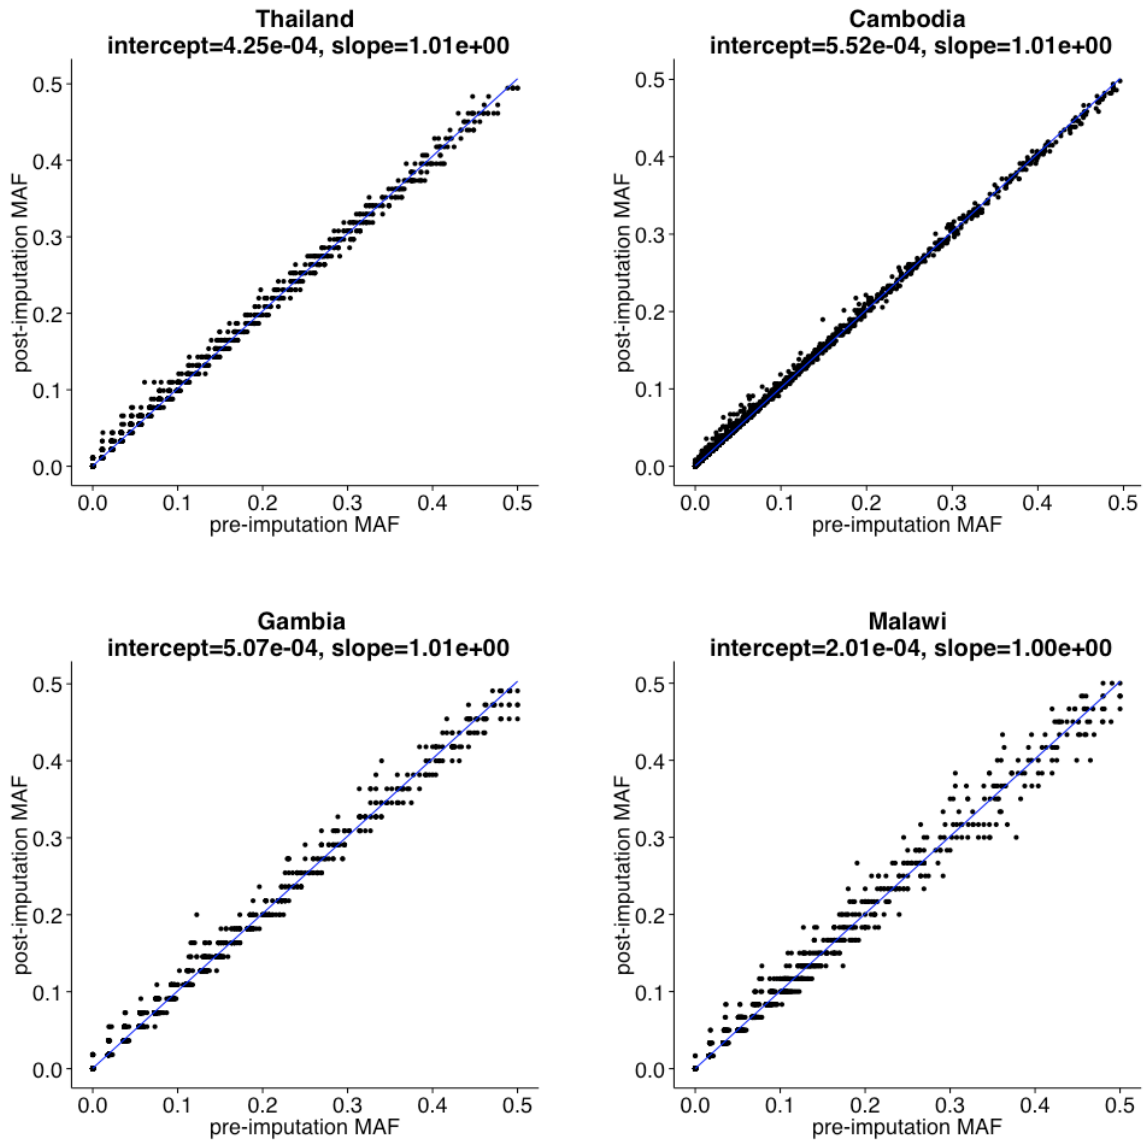 Thailand
intercept=4.25e-04, slope=1.01e+00
0.5
0.4
0.3
0.2
0.1
0.0
post-imputation MAF
0.0 0.1 0.2 0.3 0.4 0.5
pre-imputation MAF
Cambodia
intercept=5.52e-04, slope=1.01e+00
0.5
0.4
0.3
0.2
0.1
0.0
post-imputation MAF
0.0 0.1 0.2 0.3 0.4 0.5
pre-imputation MAF
Gambia
intercept=5.07e-04, slope=1.01e+00
0.5
0.4
0.3
0.2
0.1
0.0
post-imputation MAF
0.0 0.1 0.2 0.3 0.4 0.5
pre-imputation MAF
Malawi
intercept=2.01e-04, slope=1.00e+00
0.5
0.4
0.3
0.2
0.1
0.0
post-imputation MAF
0.0 0.1 0.2 0.3 0.4 0.5
pre-imputation MAF